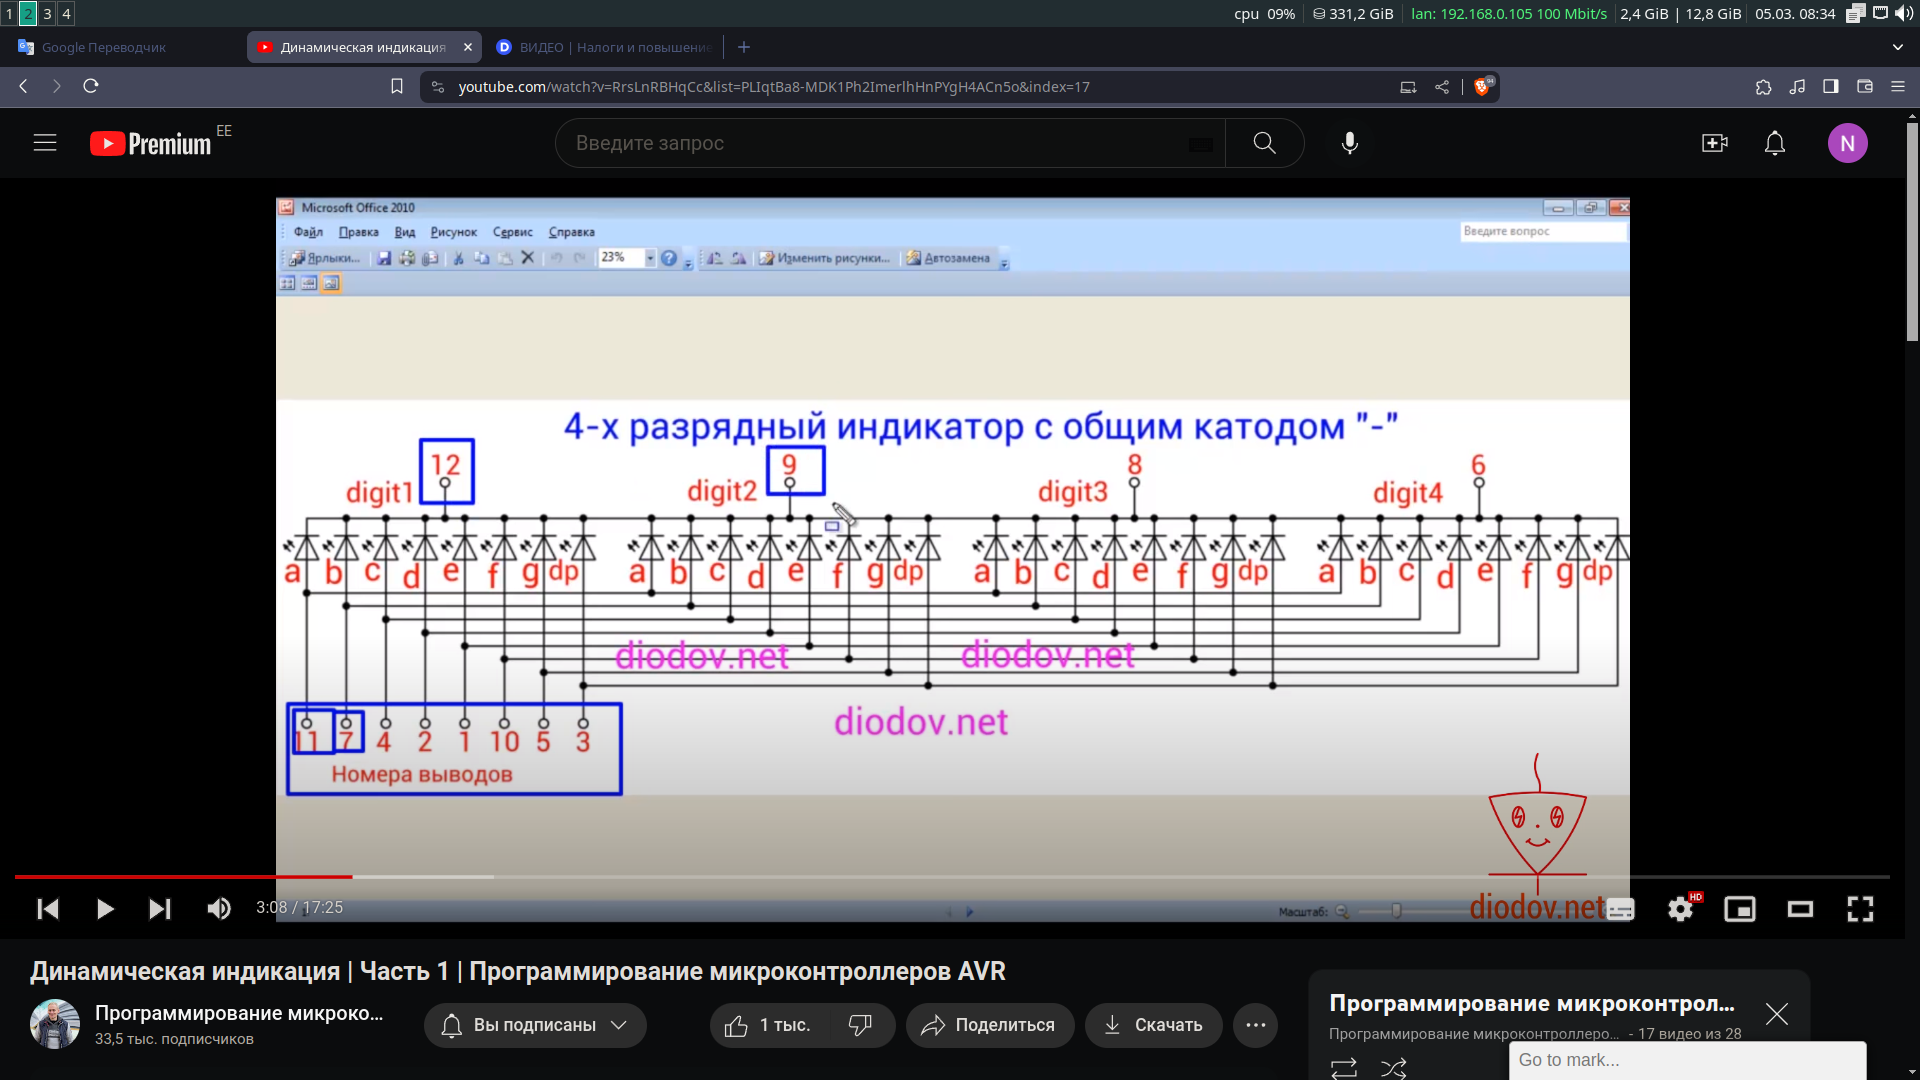 1 2 3 4
cpu 09% 331,2 GiB lan: 192.168.0.105 100 Mbit/s 2,4 GiB | 12,8 GiB 05.03. 08:34
Google Переводчик Динамическая индикация ВИДЕО | Налоги и повышение
youtube.com/watch?v=RrsLnRBHqCc&list=PLIqtBa8-MDK1Ph2ImerlhHnPYgH4ACn5o&index=17
94
Premium EE
Введите запрос
N
Microsoft Office 2010
Файл Правка Вид Рисунок Сервис Справка
Введите вопрос
Ярлыки... 23% Изменить рисунки... Автозамена
4-х разрядный индикатор с общим катодом "-"
12 9 8 6
digit1 digit2 digit3 digit4
a b c d e f g dp a b c d e f g dp a b c d e f g dp a b c d e f g dp
diodov.net diodov.net
diodov.net
11 7 4 2 1 10 5 3
Номера выводов
diodov.net
Масштаб:
3:08 / 17:25
HD
Динамическая индикация | Часть 1 | Программирование микроконтроллеров AVR
Программирование микроко...
33,5 тыс. подписчиков
Вы подписаны
1 тыс.
Поделиться
Скачать
Программирование микроконтрол...
Программирование микроконтроллеро... - 17 видео из 28
Go to mark...